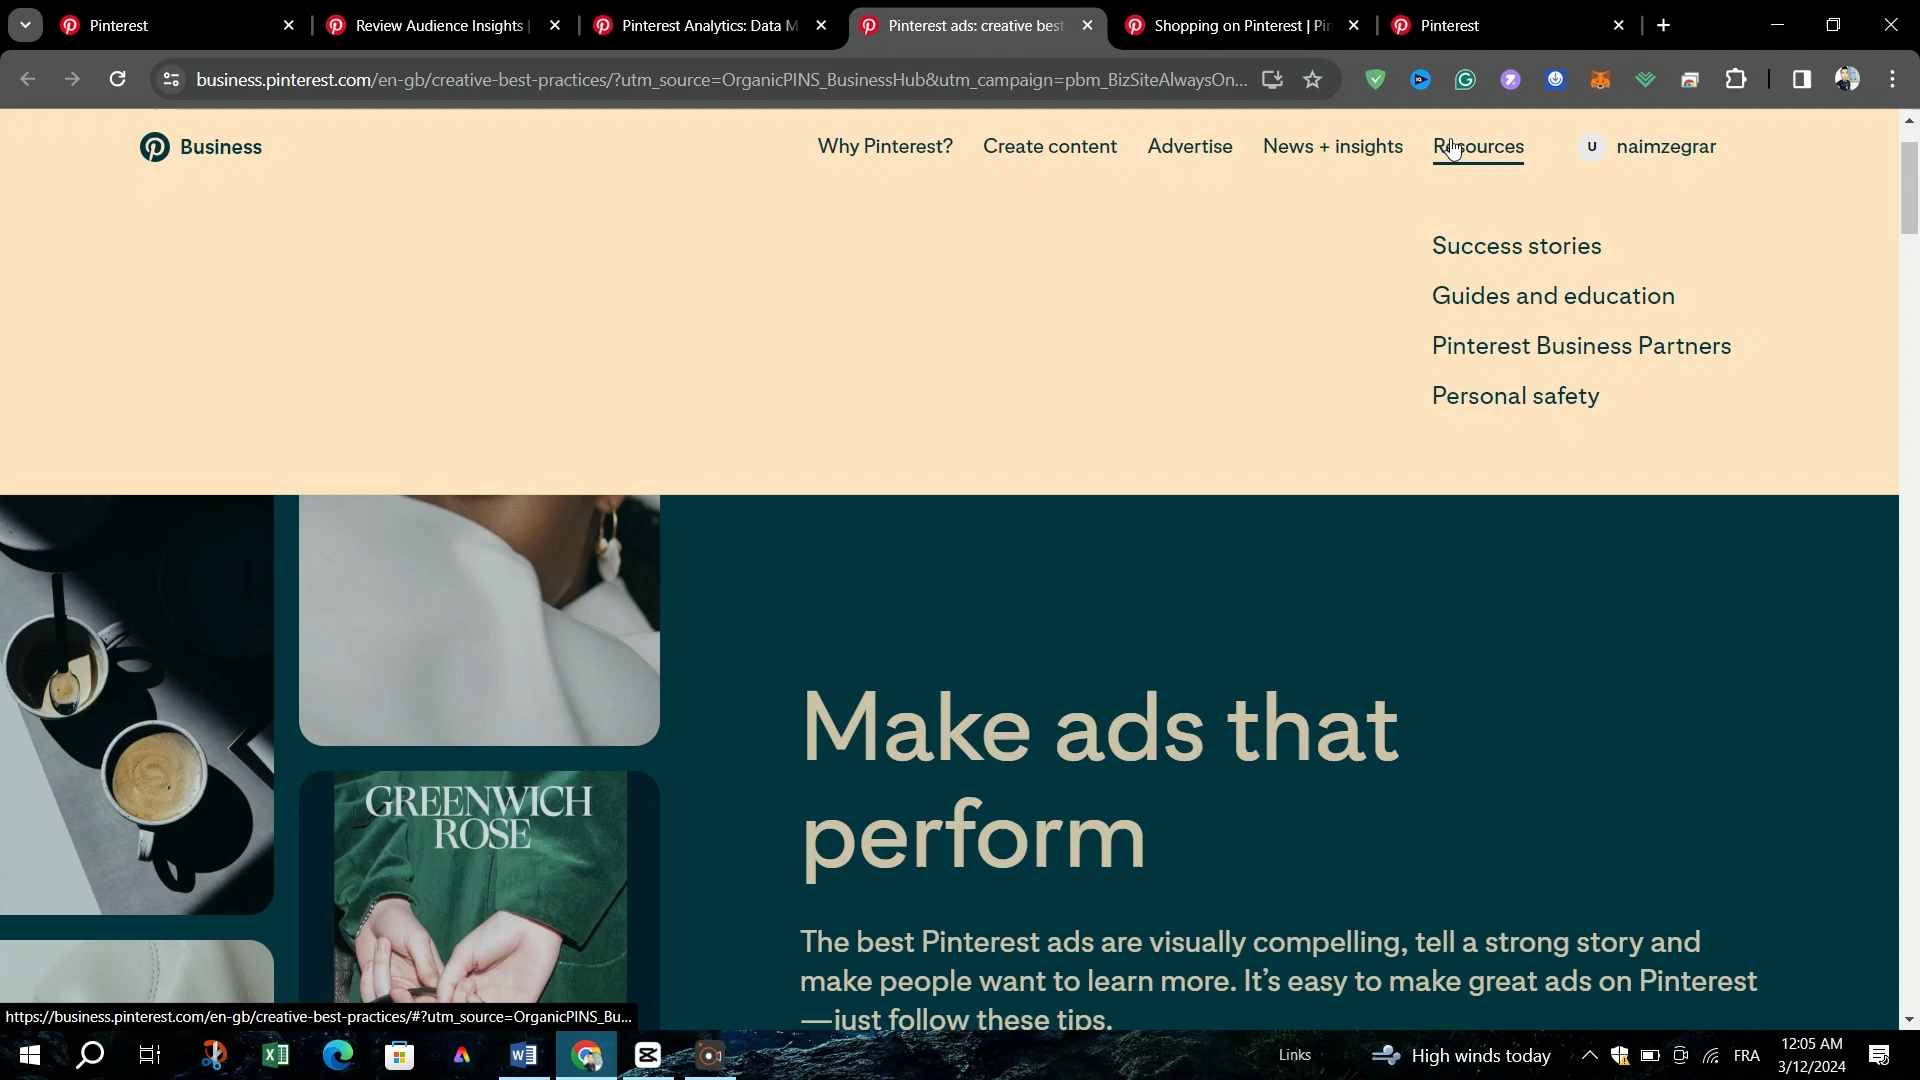 Pinterest
Review Audience Insights
Pinterest Analytics: Data M
Pinterest ads: creative best
Shopping on Pinterest | Pin
Pinterest
business.pinterest.com/en-gb/creative-best-practices/?utm_source=OrganicPINS_BusinessHub&utm_campaign=pbm_BizSiteAlwaysOn...
Business
Why Pinterest?
Create content
Advertise
News + insights
Resources
U
naimzegrar
Success stories
Guides and education
Pinterest Business Partners
Personal safety
Make ads that
perform
GREENWICH
ROSE
The best Pinterest ads are visually compelling, tell a strong story and
make people want to learn more. It's easy to make great ads on Pinterest
—just follow these tips.
https://business.pinterest.com/en-gb/creative-best-practices/#?utm_source=OrganicPINS_Bu...
Links
High winds today
FRA
12:05 AM
3/12/2024